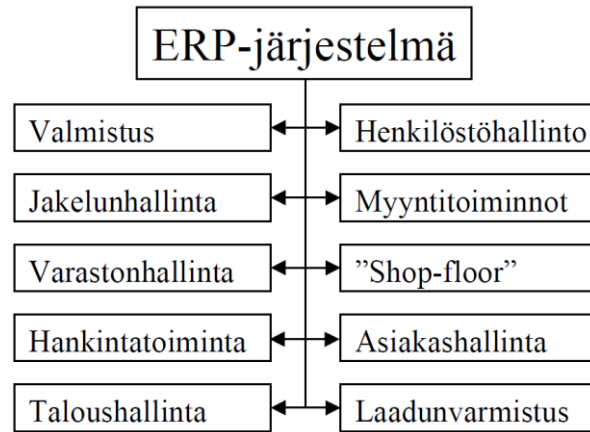 ERP-järjestelmä
Valmistus
Henkilöstöhallinto
Jakelunhallinta
Myyntitoiminnot
Varastonhallinta
”Shop-floor”
Hankintatoiminta
Asiakashallinta
Taloushallinta
Laadunvarmistus